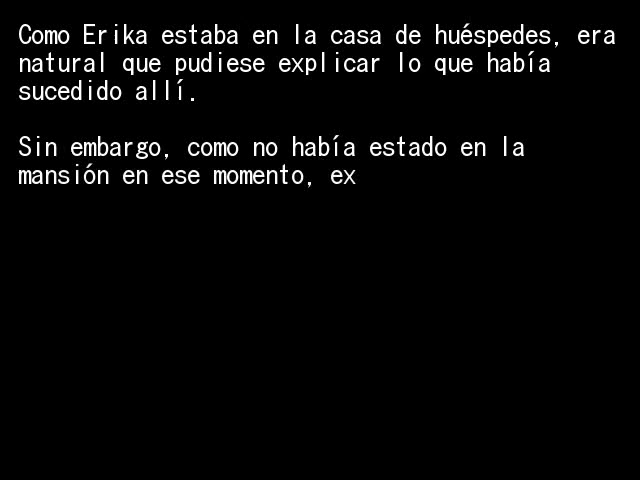 Como Erika estaba en la casa de huéspedes, era
natural que pudiese explicar lo que había
sucedido allí.
Sin embargo, como no había estado en la
mansión en ese momento, ex